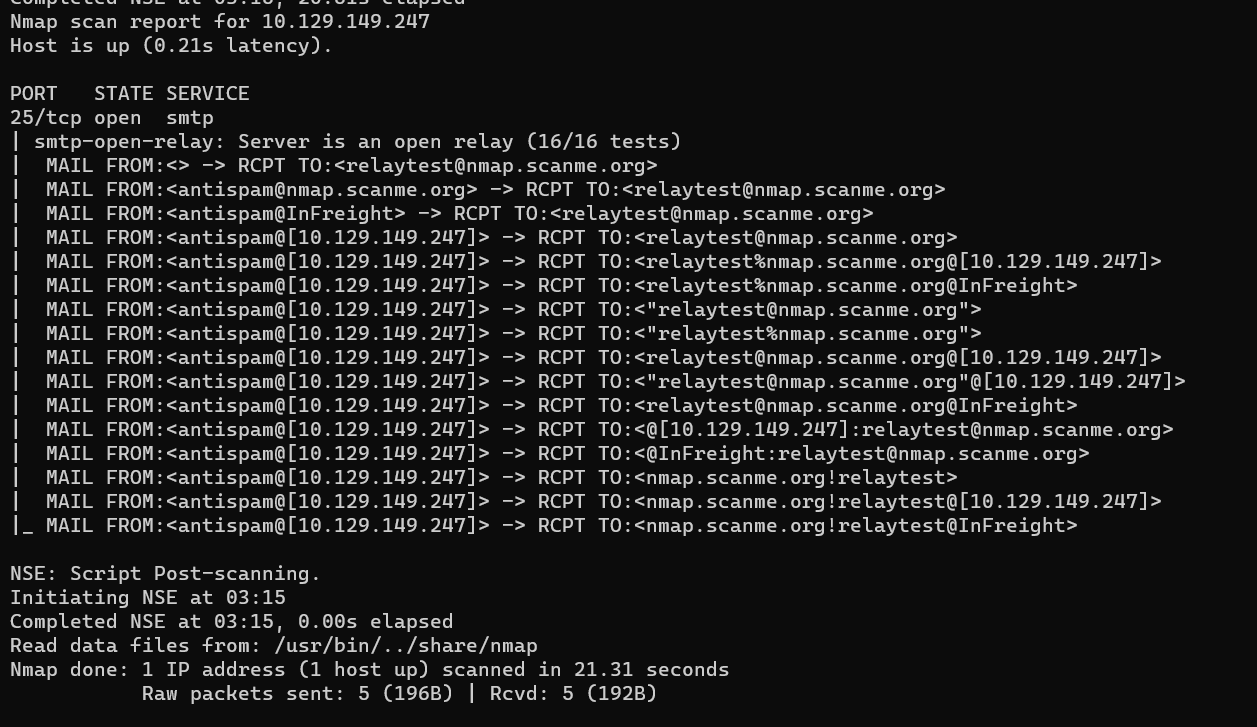 Completed NSE at 03:15, 20.81s elapsed
Nmap scan report for 10.129.149.247
Host is up (0.21s latency).
PORT   STATE SERVICE
25/tcp open  smtp
| smtp-open-relay: Server is an open relay (16/16 tests)
|  MAIL FROM:<> -> RCPT TO:<relaytest@nmap.scanme.org>
|  MAIL FROM:<antispam@nmap.scanme.org> -> RCPT TO:<relaytest@nmap.scanme.org>
|  MAIL FROM:<antispam@InFreight> -> RCPT TO:<relaytest@nmap.scanme.org>
|  MAIL FROM:<antispam@[10.129.149.247]> -> RCPT TO:<relaytest@nmap.scanme.org>
|  MAIL FROM:<antispam@[10.129.149.247]> -> RCPT TO:<relaytest%nmap.scanme.org@[10.129.149.247]>
|  MAIL FROM:<antispam@[10.129.149.247]> -> RCPT TO:<relaytest%nmap.scanme.org@InFreight>
|  MAIL FROM:<antispam@[10.129.149.247]> -> RCPT TO:<"relaytest@nmap.scanme.org">
|  MAIL FROM:<antispam@[10.129.149.247]> -> RCPT TO:<"relaytest%nmap.scanme.org">
|  MAIL FROM:<antispam@[10.129.149.247]> -> RCPT TO:<relaytest@nmap.scanme.org@[10.129.149.247]>
|  MAIL FROM:<antispam@[10.129.149.247]> -> RCPT TO:<"relaytest@nmap.scanme.org"@[10.129.149.247]>
|  MAIL FROM:<antispam@[10.129.149.247]> -> RCPT TO:<relaytest@nmap.scanme.org@InFreight>
|  MAIL FROM:<antispam@[10.129.149.247]> -> RCPT TO:<@[10.129.149.247]:relaytest@nmap.scanme.org>
|  MAIL FROM:<antispam@[10.129.149.247]> -> RCPT TO:<@InFreight:relaytest@nmap.scanme.org>
|  MAIL FROM:<antispam@[10.129.149.247]> -> RCPT TO:<nmap.scanme.org!relaytest>
|  MAIL FROM:<antispam@[10.129.149.247]> -> RCPT TO:<nmap.scanme.org!relaytest@[10.129.149.247]>
|_ MAIL FROM:<antispam@[10.129.149.247]> -> RCPT TO:<nmap.scanme.org!relaytest@InFreight>
NSE: Script Post-scanning.
Initiating NSE at 03:15
Completed NSE at 03:15, 0.00s elapsed
Read data files from: /usr/bin/../share/nmap
Nmap done: 1 IP address (1 host up) scanned in 21.31 seconds
           Raw packets sent: 5 (196B) | Rcvd: 5 (192B)